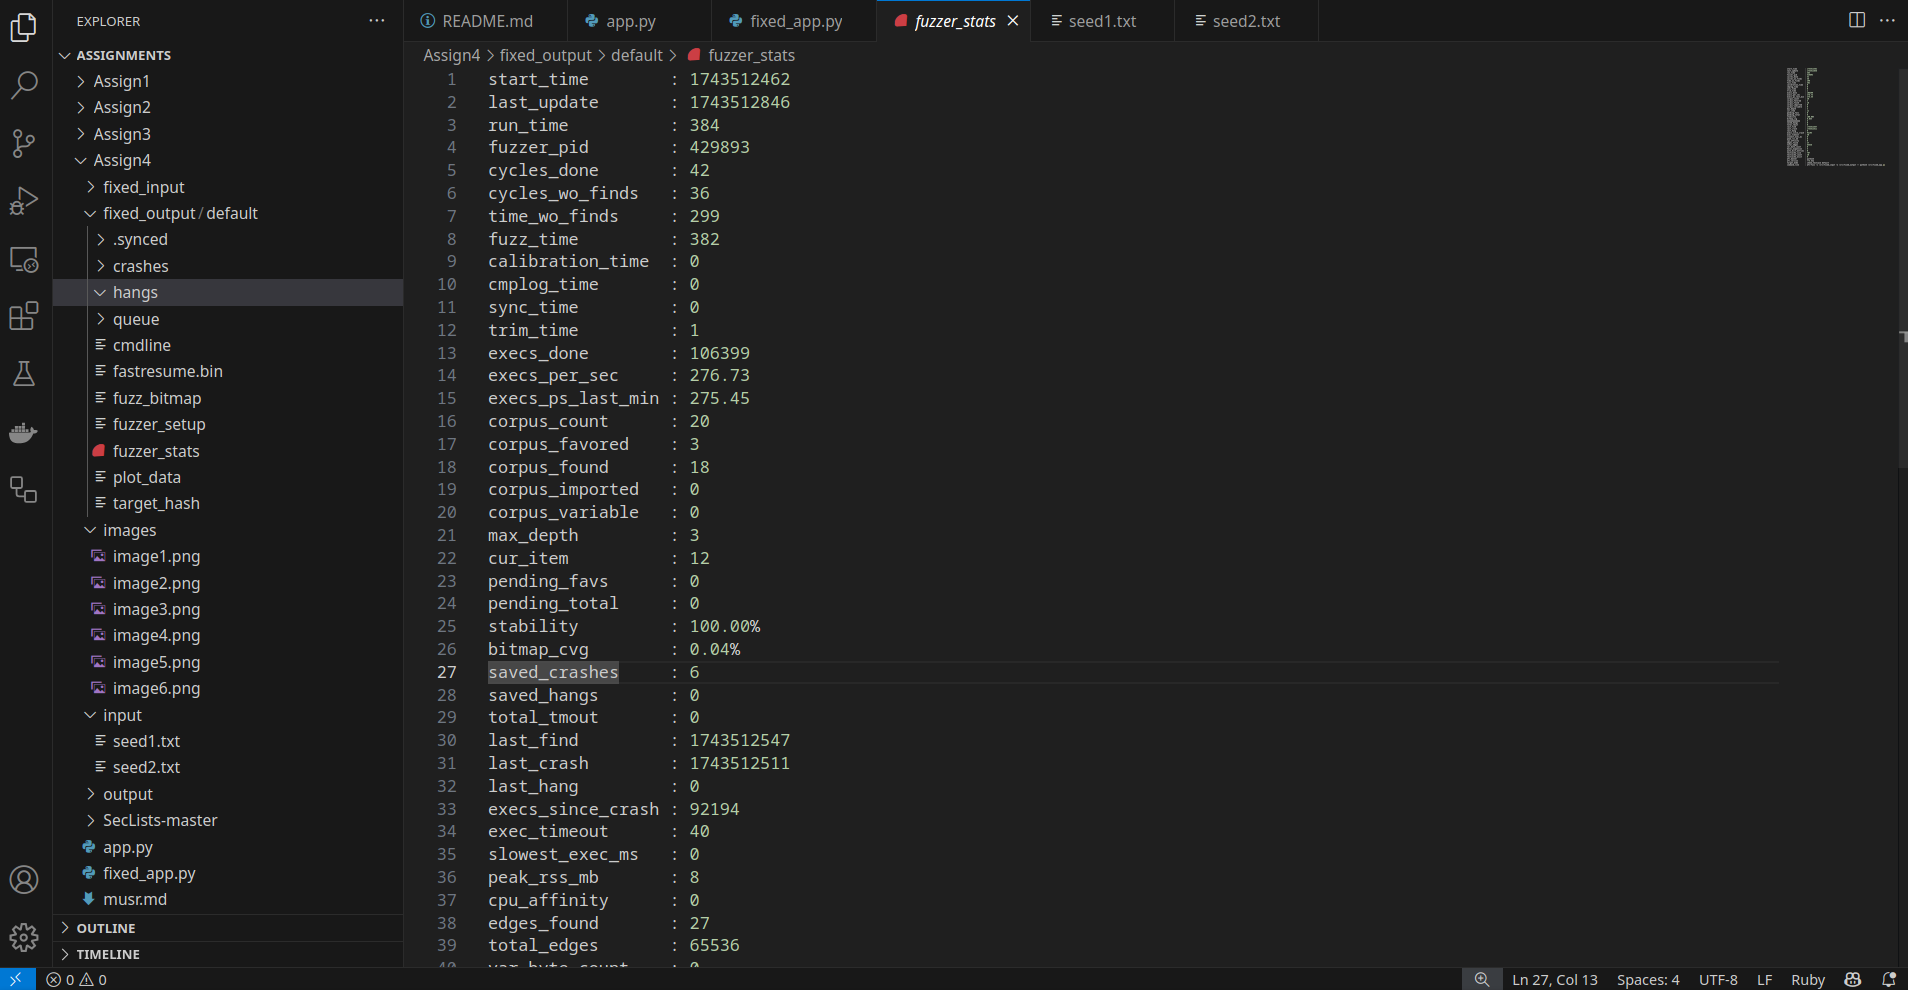 EXPLORER
ASSIGNMENTS
Assign1
Assign2
Assign3
Assign4
fixed_input
fixed_output / default
.synced
crashes
hangs
queue
cmdline
fastresume.bin
fuzz_bitmap
fuzzer_setup
fuzzer_stats
plot_data
target_hash
images
image1.png
image2.png
image3.png
image4.png
image5.png
image6.png
input
seed1.txt
seed2.txt
output
SecLists-master
app.py
fixed_app.py
musr.md
OUTLINE
TIMELINE
README.md app.py fixed_app.py fuzzer_stats seed1.txt seed2.txt
Assign4 > fixed_output > default > fuzzer_stats
1 start_time : 1743512462
2 last_update : 1743512846
3 run_time : 384
4 fuzzer_pid : 429893
5 cycles_done : 42
6 cycles_wo_finds : 36
7 time_wo_finds : 299
8 fuzz_time : 382
9 calibration_time : 0
10 cmplog_time : 0
11 sync_time : 0
12 trim_time : 1
13 execs_done : 106399
14 execs_per_sec : 276.73
15 execs_ps_last_min : 275.45
16 corpus_count : 20
17 corpus_favored : 3
18 corpus_found : 18
19 corpus_imported : 0
20 corpus_variable : 0
21 max_depth : 3
22 cur_item : 12
23 pending_favs : 0
24 pending_total : 0
25 stability : 100.00%
26 bitmap_cvg : 0.04%
27 saved_crashes : 6
28 saved_hangs : 0
29 total_tmout : 0
30 last_find : 1743512547
31 last_crash : 1743512511
32 last_hang : 0
33 execs_since_crash : 92194
34 exec_timeout : 40
35 slowest_exec_ms : 0
36 peak_rss_mb : 8
37 cpu_affinity : 0
38 edges_found : 27
39 total_edges : 65536
40 var_byte_count : 0
0 0 Ln 27, Col 13 Spaces: 4 UTF-8 LF Ruby